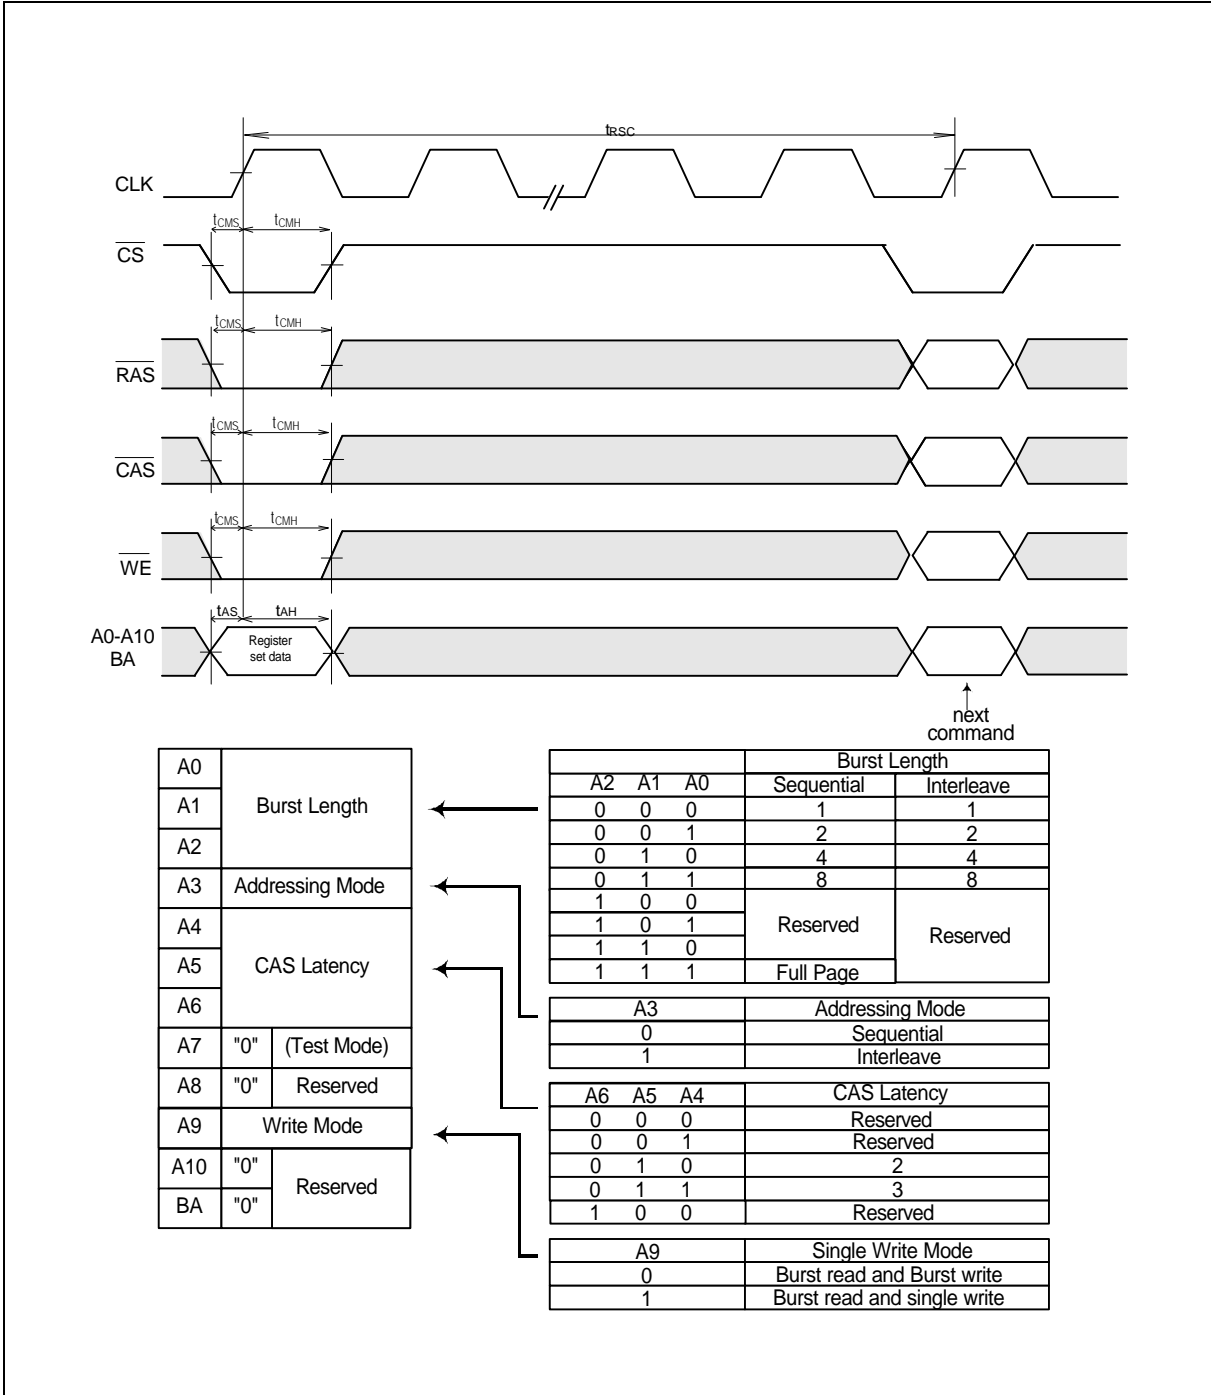 tRSC
CLK
tCMS tCMH
CS
tCMS tCMH
RAS
tCMS tCMH
CAS
tCMS tCMH
WE
tAS tAH
A0-A10
BA
Register
set data
next
command
A0
A1 Burst Length
A2
A3 Addressing Mode
A4
A5 CAS Latency
A6
A7 "0" (Test Mode)
A8 "0" Reserved
A9 Write Mode
A10 "0" Reserved
BA "0"
Burst Length
A2 A1 A0 Sequential Interleave
0 0 0 1 1
0 0 1 2 2
0 1 0 4 4
0 1 1 8 8
1 0 0
1 0 1 Reserved Reserved
1 1 0
1 1 1 Full Page
A3 Addressing Mode
0 Sequential
1 Interleave
A6 A5 A4 CAS Latency
0 0 0 Reserved
0 0 1 Reserved
0 1 0 2
0 1 1 3
1 0 0 Reserved
A9 Single Write Mode
0 Burst read and Burst write
1 Burst read and single write